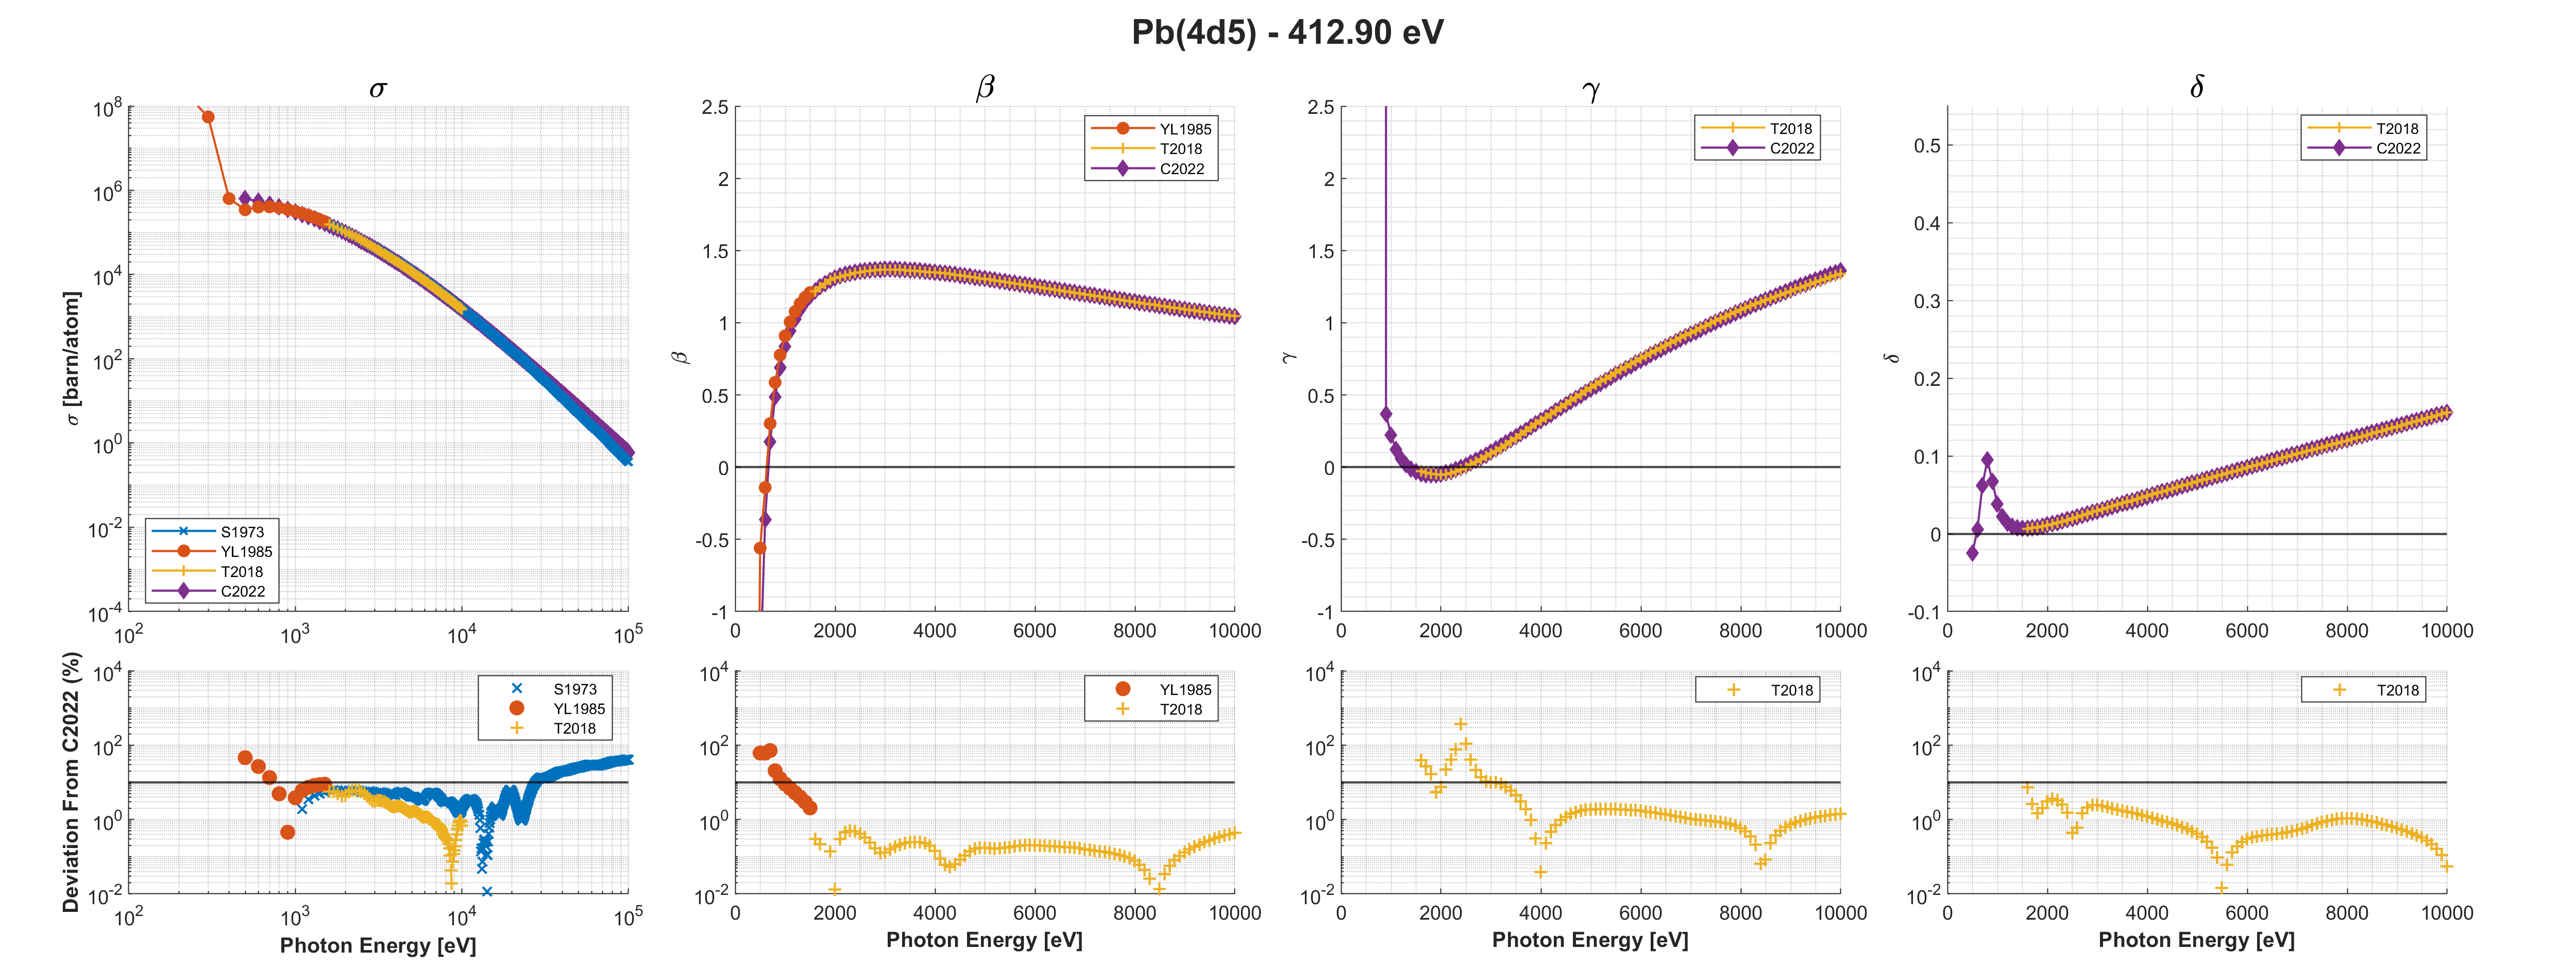 Pb(4d5) - 412.90 eV
σ
10^8
10^6
10^4
10^2
10^0
10^-2
10^-4
σ [barn/atom]
S1973
YL1985
T2018
C2022
10^2
10^3
10^4
10^5
β
2.5
2
1.5
1
0.5
0
-0.5
-1
β
YL1985
T2018
C2022
0
2000
4000
6000
8000
10000
γ
2.5
2
1.5
1
0.5
0
-0.5
-1
γ
T2018
C2022
0
2000
4000
6000
8000
10000
δ
0.5
0.4
0.3
0.2
0.1
0
-0.1
δ
T2018
C2022
0
2000
4000
6000
8000
10000
Deviation From C2022 (%)
10^4
10^2
10^0
10^-2
S1973
YL1985
T2018
10^2
10^3
10^4
10^5
Photon Energy [eV]
10^4
10^2
10^0
10^-2
YL1985
T2018
0
2000
4000
6000
8000
10000
Photon Energy [eV]
10^4
10^2
10^0
10^-2
T2018
0
2000
4000
6000
8000
10000
Photon Energy [eV]
10^4
10^2
10^0
10^-2
T2018
0
2000
4000
6000
8000
10000
Photon Energy [eV]